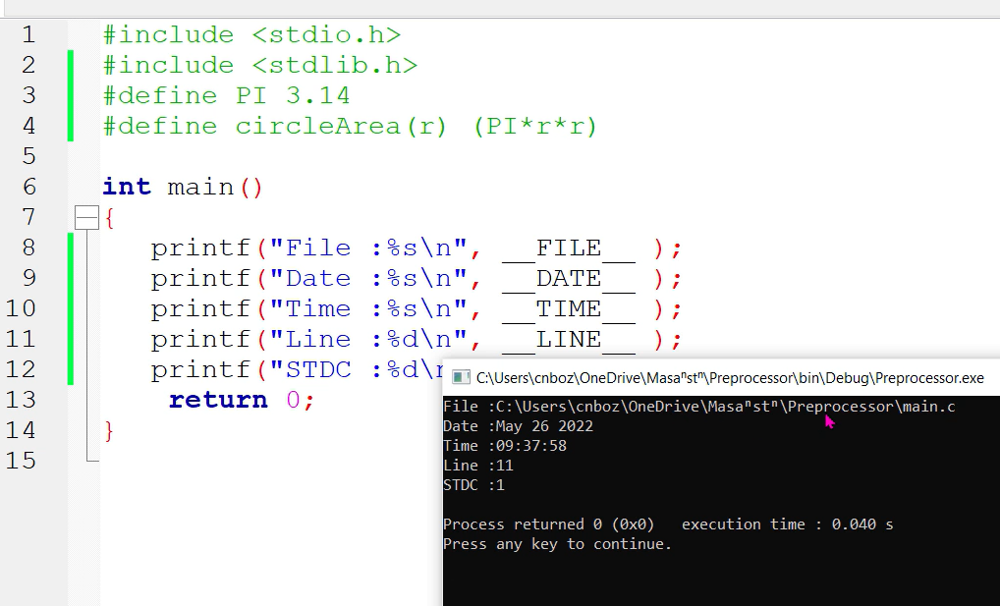 1 #include <stdio.h>
2 #include <stdlib.h>
3 #define PI 3.14
4 #define circleArea(r) (PI*r*r)
5
6 int main()
7 {
8 printf("File :%s\n", __FILE__ );
9 printf("Date :%s\n", __DATE__ );
10 printf("Time :%s\n", __TIME__ );
11 printf("Line :%d\n", __LINE__ );
12 printf("STDC :%d\
13 return 0;
14 }
15
C:\Users\cnboz\OneDrive\Masaⁿstⁿ\Preprocessor\bin\Debug\Preprocessor.exe
File :C:\Users\cnboz\OneDrive\Masaⁿstⁿ\Preprocessor\main.c
Date :May 26 2022
Time :09:37:58
Line :11
STDC :1
Process returned 0 (0x0)   execution time : 0.040 s
Press any key to continue.